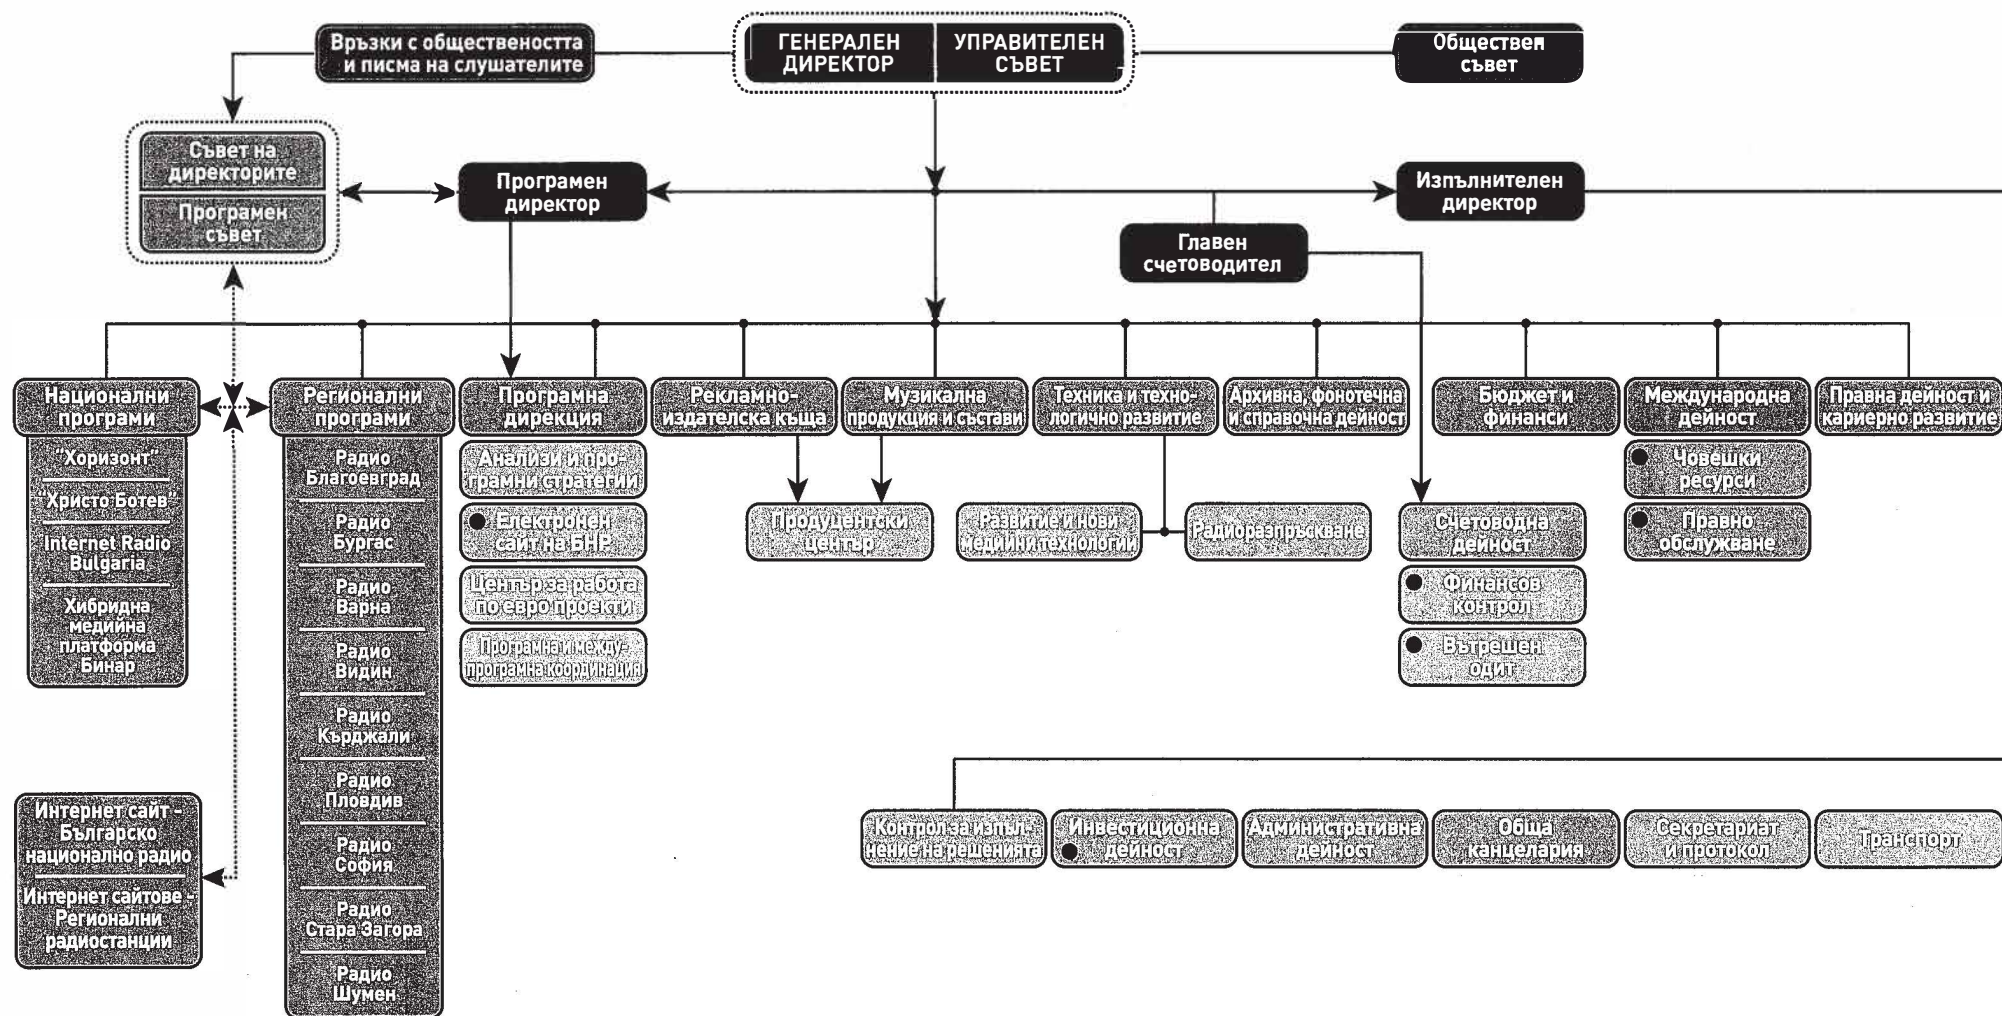 Връзки с обществеността
и писма на слушателите
ГЕНЕРАЛЕН
ДИРЕКТОР
УПРАВИТЕЛЕН
СЪВЕТ
Обществен
съвет
Съвет на
директорите
Програмен
съвет
Програмен
директор
Изпълнителен
директор
Главен
счетоводител
Национални
програми
"Хоризонт"
"Христо Ботев"
Internet Radio
Bulgaria
Хибридна
медийна
платформа
Бинар
Регионални
програми
Радио
Благоевград
Радио
Бургас
Радио
Варна
Радио
Видин
Радио
Кърджали
Радио
Пловдив
Радио
София
Радио
Стара Загора
Радио
Шумен
Програмна
дирекция
Анализи и про-
грамни стратегии
Електронен
сайт на БНР
Център за работа
по евро проекти
Програмна и между-
програмна координация
Рекламно-
издателска къща
Музикална
продукция и състави
Продуцентски
център
Техника и техно-
логично развитие
Развитие и нови
медийни технологии
Радиоразпръскване
Архивна, фонотечна
и справочна дейност
Бюджет и
финанси
Счетоводна
дейност
Финансов
контрол
Вътрешен
одит
Международна
дейност
Човешки
ресурси
Правно
обслужване
Правна дейност и
кариерно развитие
Интернет сайт -
Българско
национално радио
Интернет сайтове -
Регионални
радиостанции
Контрол за изпъл-
нение на решенията
Инвестиционна
дейност
Административна
дейност
Обща
канцелария
Секретариат
и протокол
Транспорт